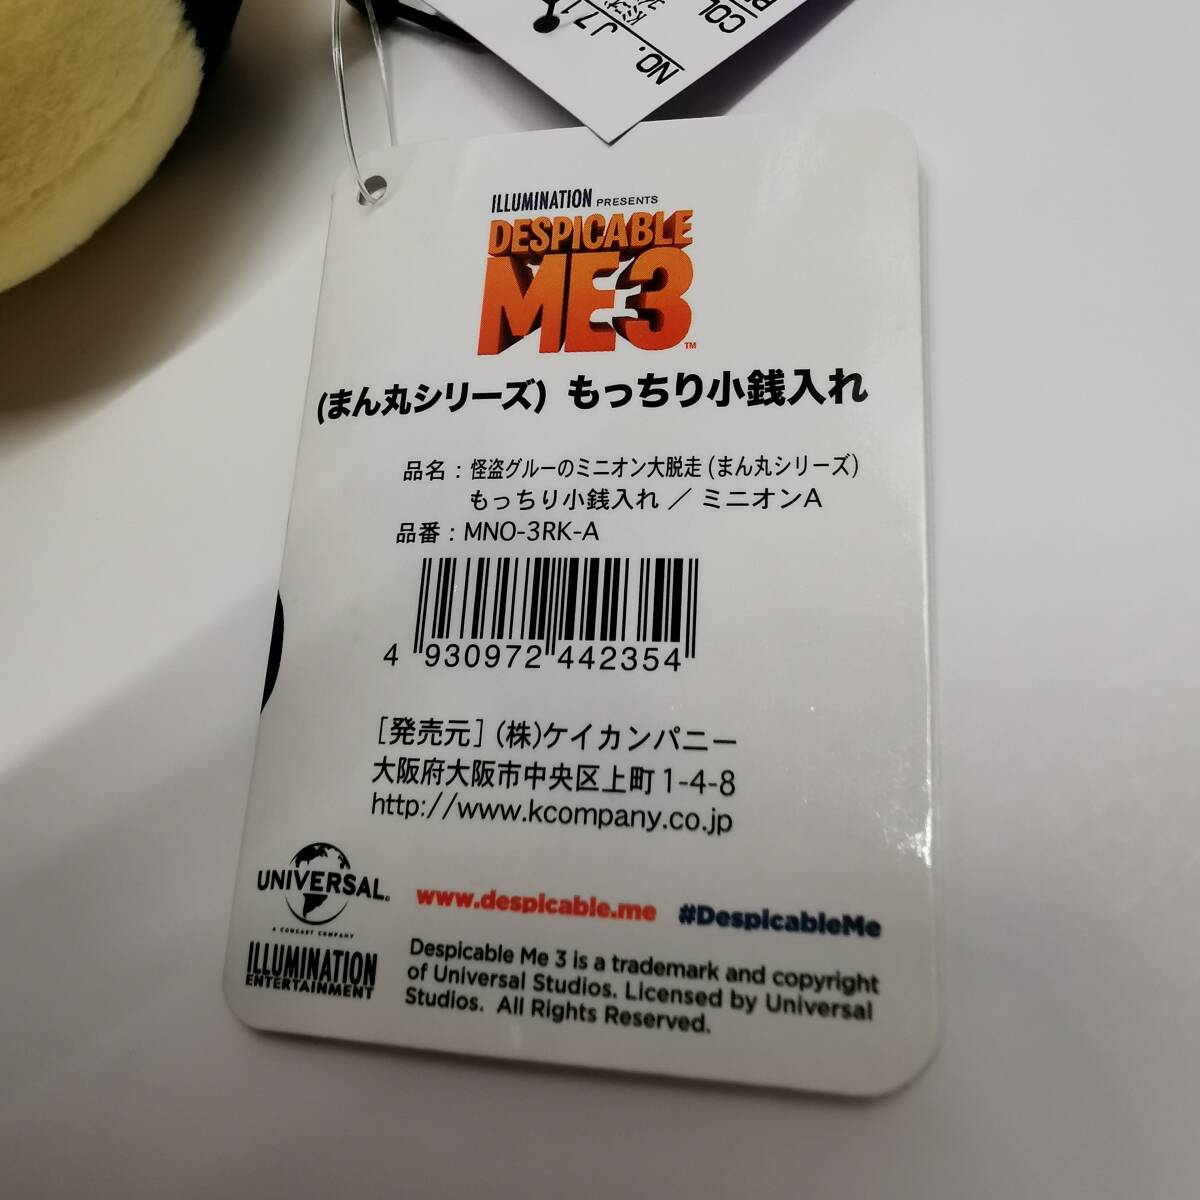 NO. J71
COL
ILLUMINATION PRESENTS
DESPICABLE
ME3
TM
(まん丸シリーズ) もっちり小銭入れ
品名 : 怪盗グルーのミニオン大脱走 (まん丸シリーズ)
もっちり小銭入れ ／ ミニオンA
品番 : MNO-3RK-A
4 930972 442354
[発売元] (株)ケイカンパニー
大阪府大阪市中央区上町1-4-8
http://www.kcompany.co.jp
UNIVERSAL
A COMCAST COMPANY
ILLUMINATION
ENTERTAINMENT
www.despicable.me #DespicableMe
Despicable Me 3 is a trademark and copyright
of Universal Studios. Licensed by Universal
Studios. All Rights Reserved.